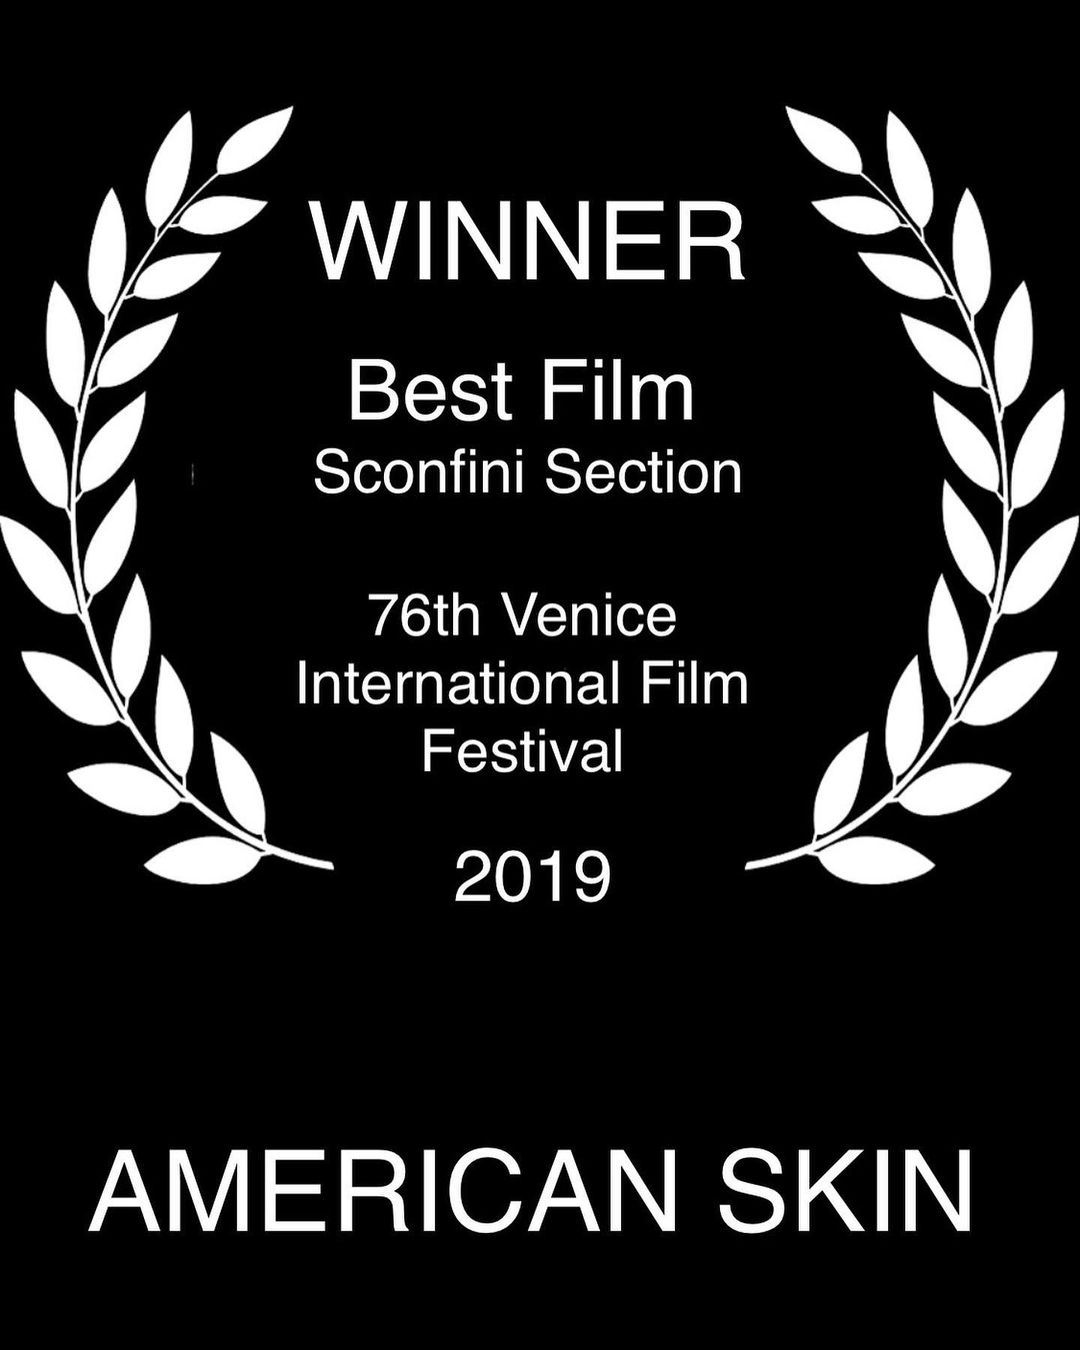 WINNER
Best Film
Sconfini Section
76th Venice
International Film
Festival
2019
AMERICAN SKIN